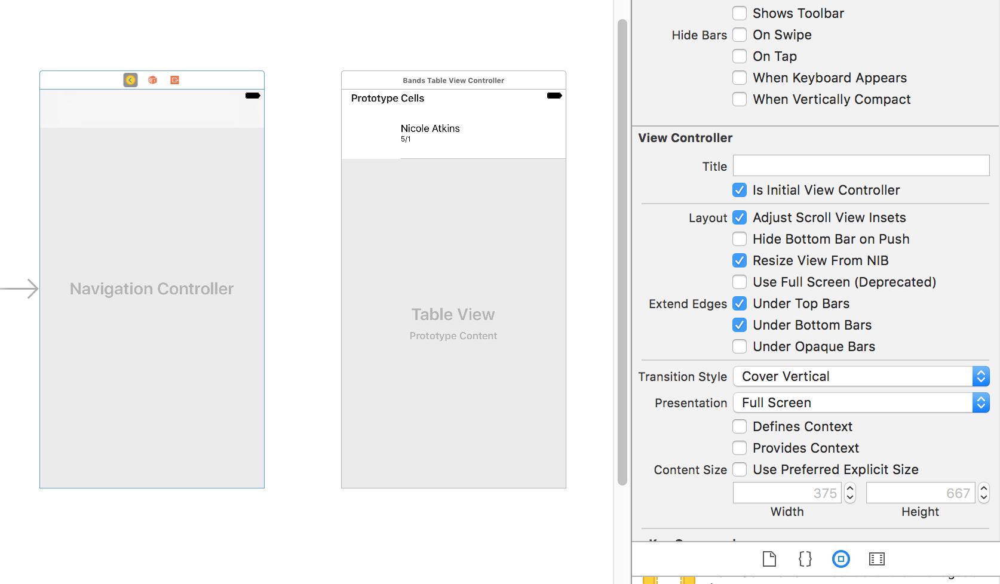 Bands Table View Controller
Prototype Cells
Nicole Atkins
5/1
Navigation Controller
Table View
Prototype Content
Shows Toolbar
Hide Bars On Swipe
On Tap
When Keyboard Appears
When Vertically Compact
View Controller
Title
Is Initial View Controller
Layout Adjust Scroll View Insets
Hide Bottom Bar on Push
Resize View From NIB
Use Full Screen (Deprecated)
Extend Edges Under Top Bars
Under Bottom Bars
Under Opaque Bars
Transition Style Cover Vertical
Presentation Full Screen
Defines Context
Provides Context
Content Size Use Preferred Explicit Size
375 667
Width Height